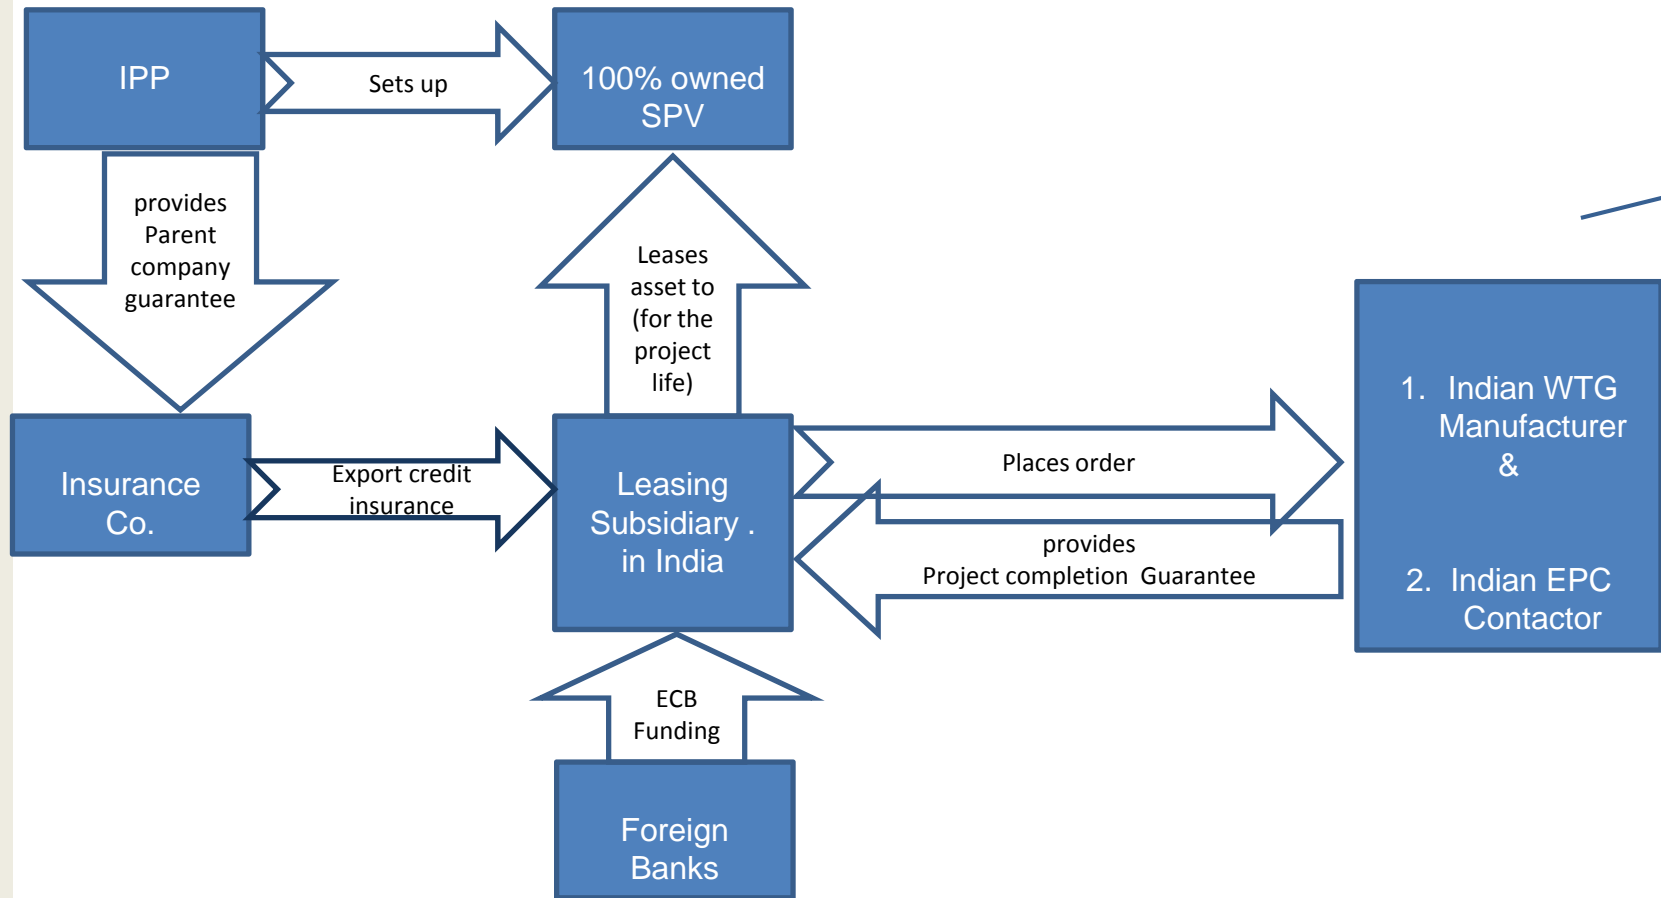 IPP
Sets up
100% owned
SPV
provides
Parent
company
guarantee
Leases
asset to
(for the
project
life)
Insurance
Co.
Export credit
insurance
Leasing
Subsidiary .
in India
Places order
provides
Project completion Guarantee
1. Indian WTG
Manufacturer
&
2. Indian EPC
Contactor
ECB
Funding
Foreign
Banks